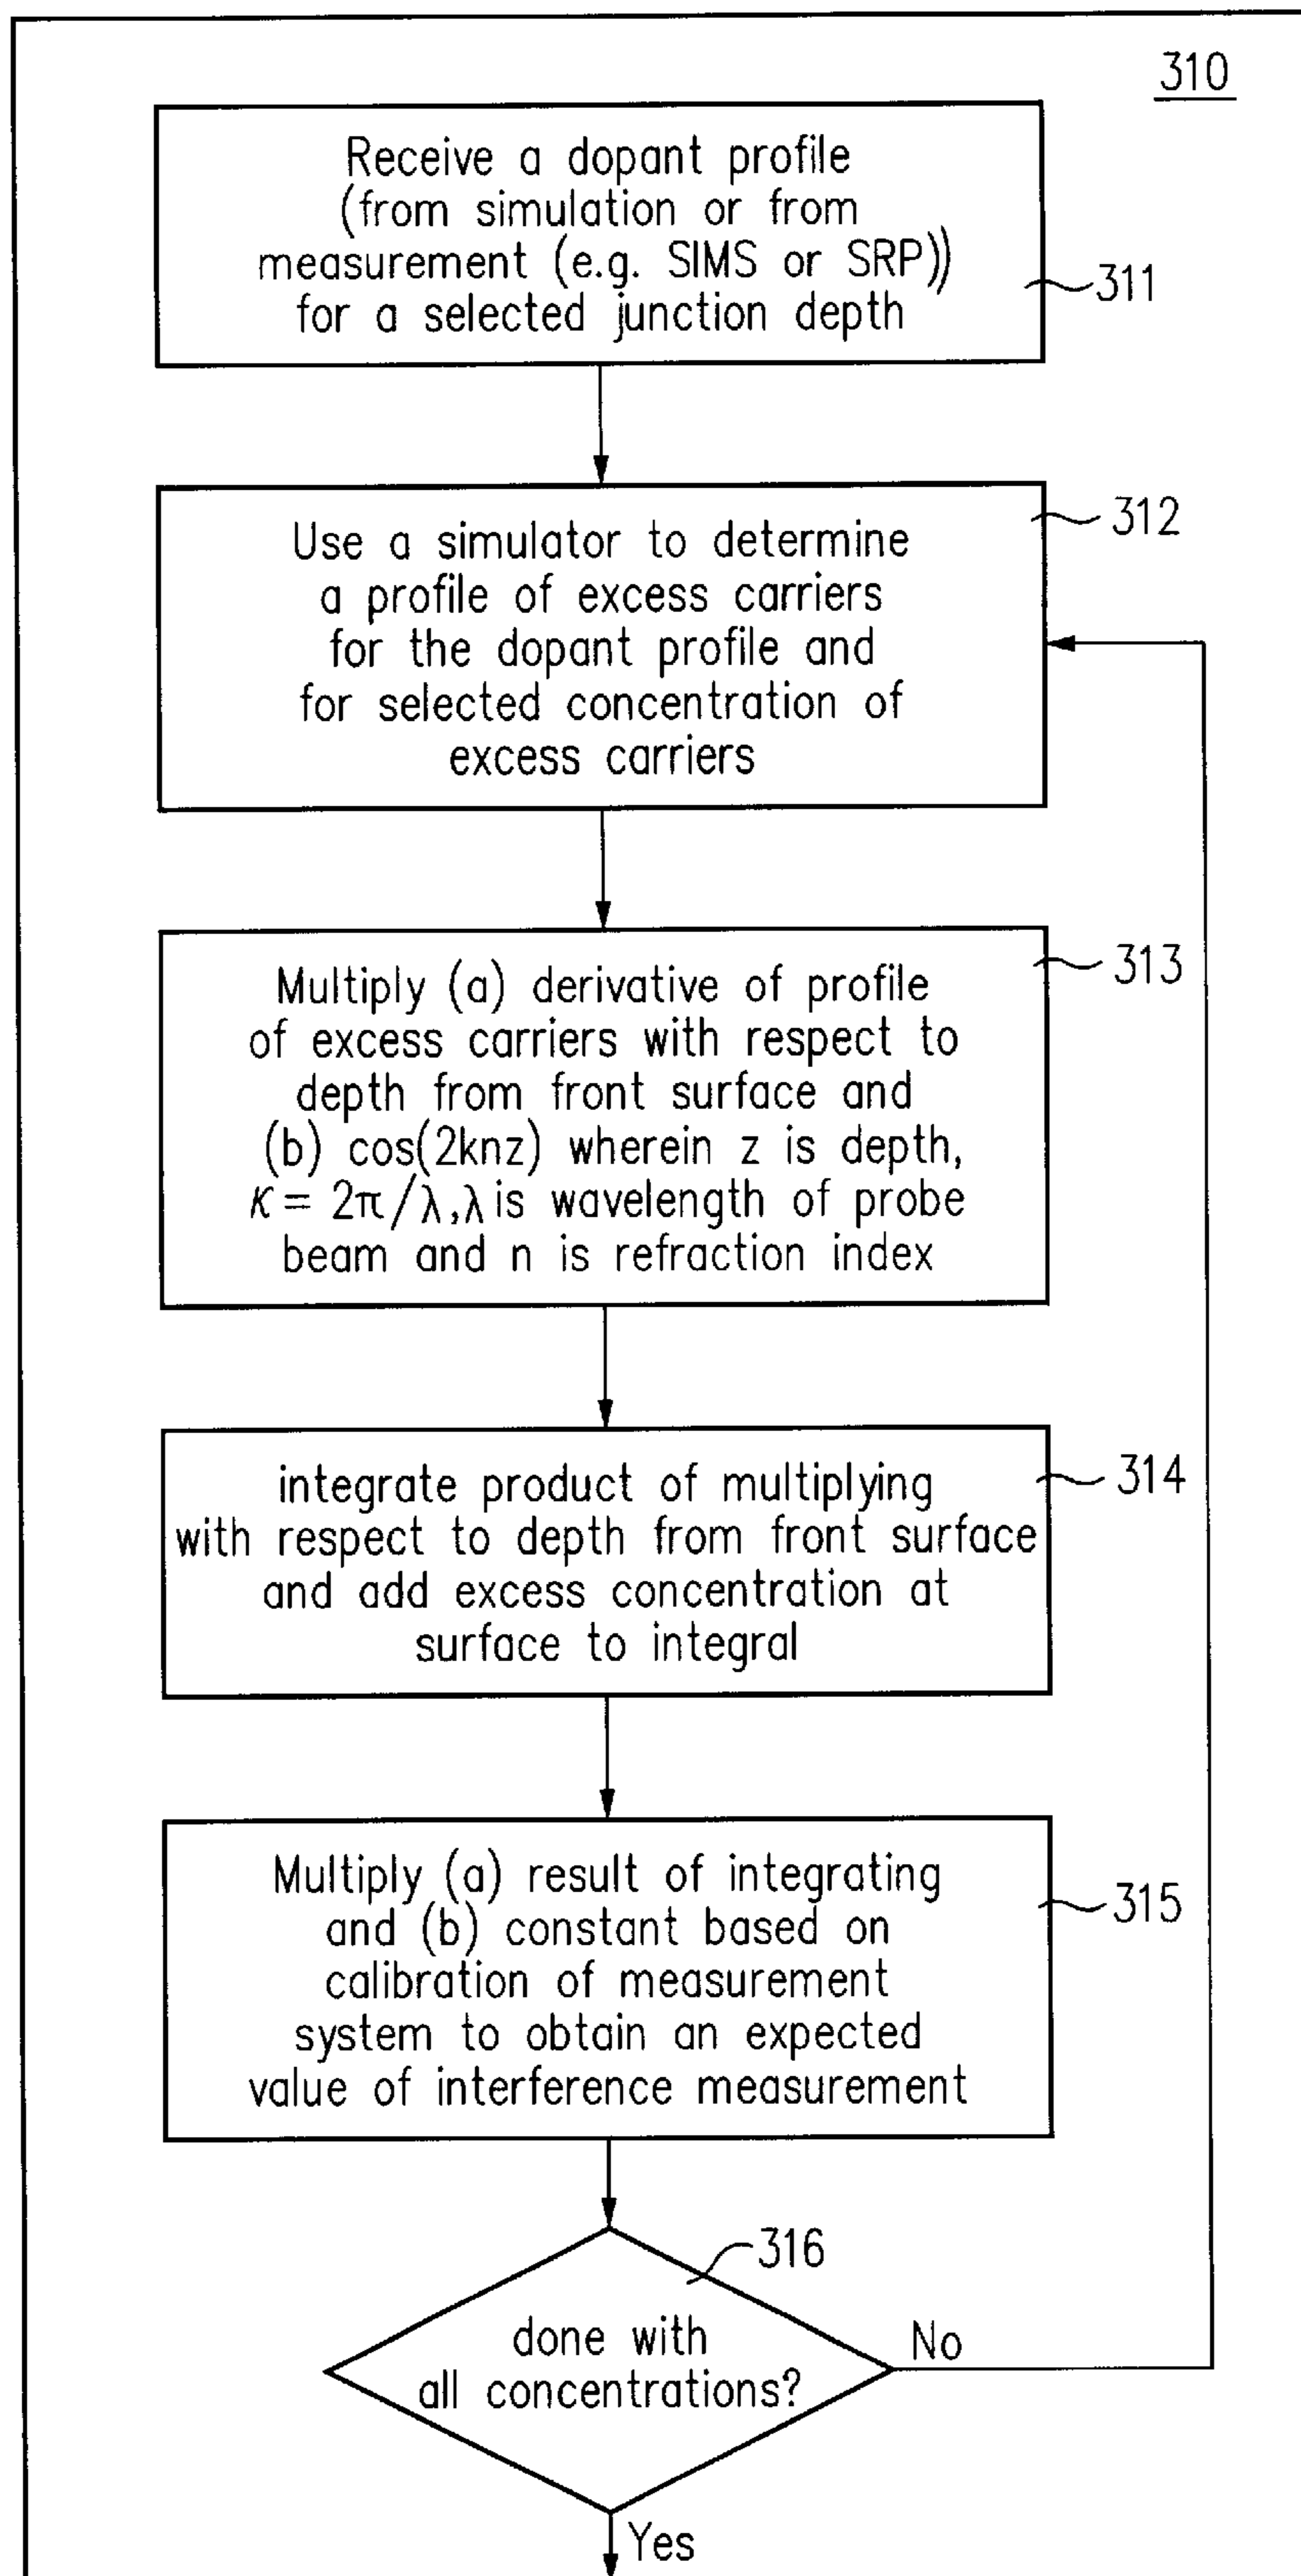 310
Receive a dopant profile
(from simulation or from
measurement (e.g. SIMS or SRP))
for a selected junction depth
311
Use a simulator to determine
a profile of excess carriers
for the dopant profile and
for selected concentration of
excess carriers
312
Multiply (a) derivative of profile
of excess carriers with respect to
depth from front surface and
(b) cos(2knz) wherein z is depth,
κ = 2π/λ, λ is wavelength of probe
beam and n is refraction index
313
integrate product of multiplying
with respect to depth from front surface
and add excess concentration at
surface to integral
314
Multiply (a) result of integrating
and (b) constant based on
calibration of measurement
system to obtain an expected
value of interference measurement
315
316
done with
all concentrations?
No
Yes